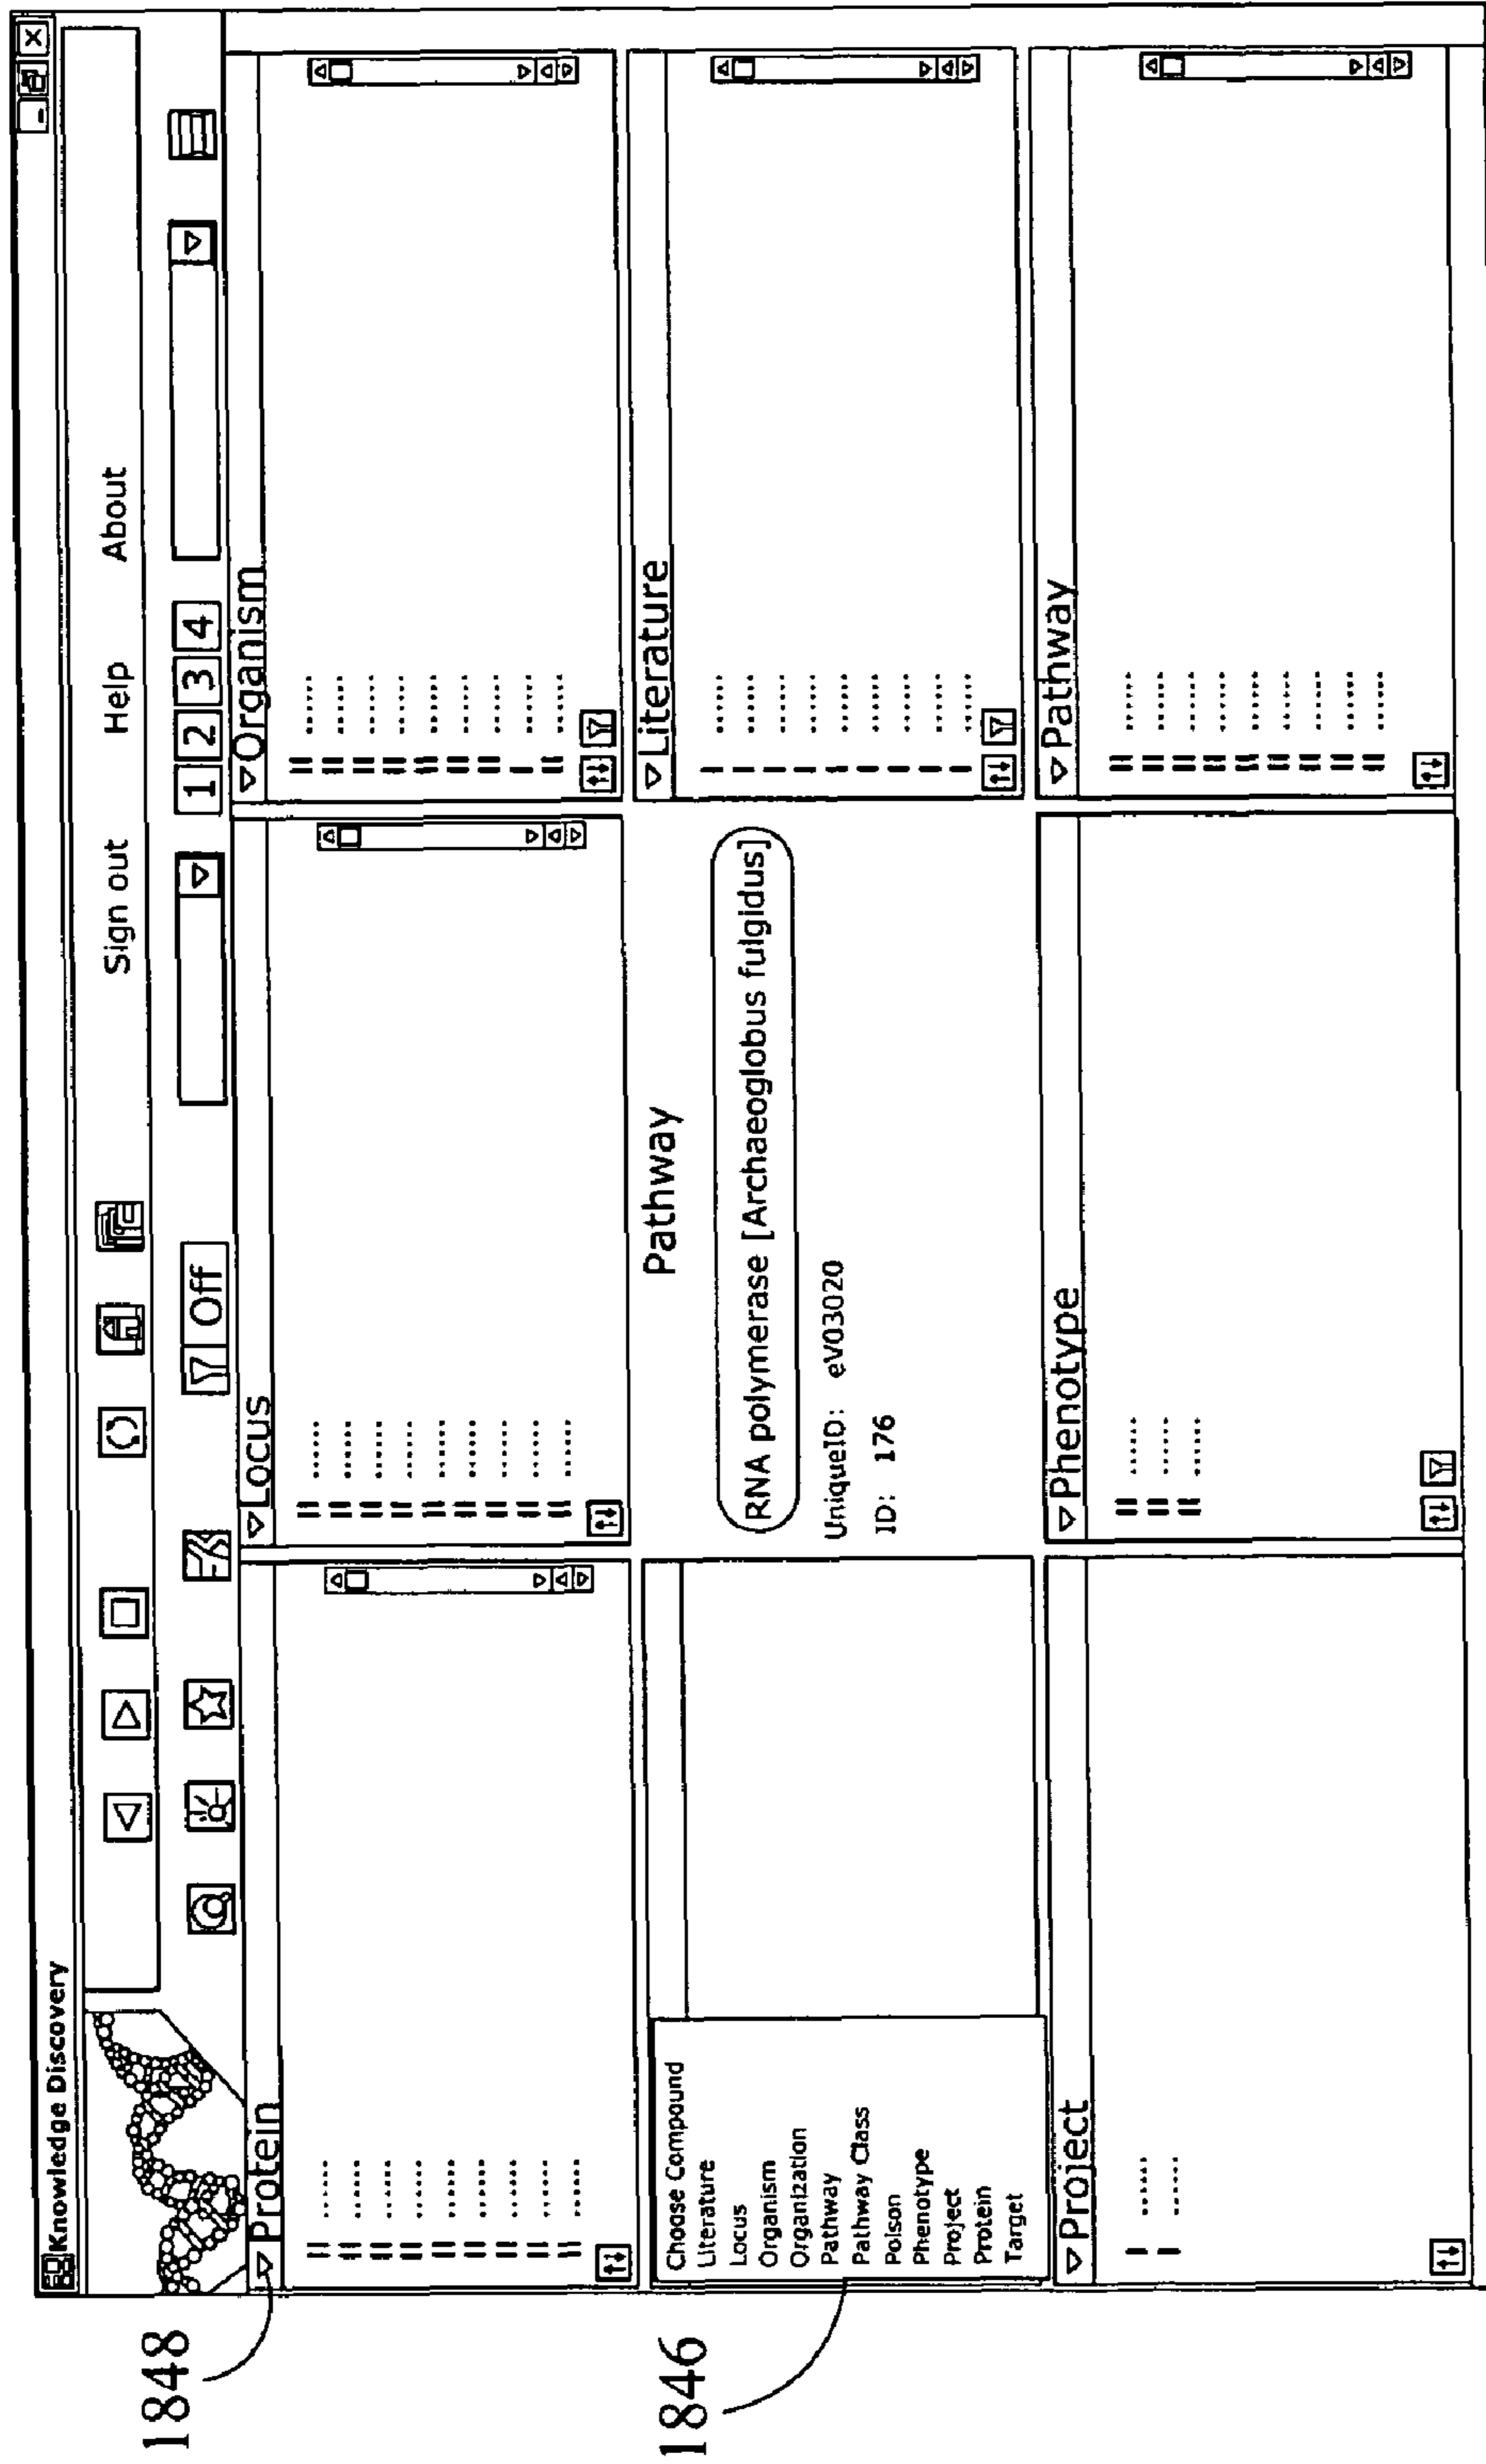 Knowledge Discovery
Sign out Help About
Off
1 2 3 4
Protein
Locus
Organism
1848
Choose Compound
Literature
Locus
Organism
Organization
Pathway
Pathway Class
Poison
Phenotype
Project
Protein
Target
1846
Pathway
RNA polymerase [Archaeoglobus fulgidus]
UniqueID: eV03020
ID: 176
Literature
Project
Phenotype
Pathway